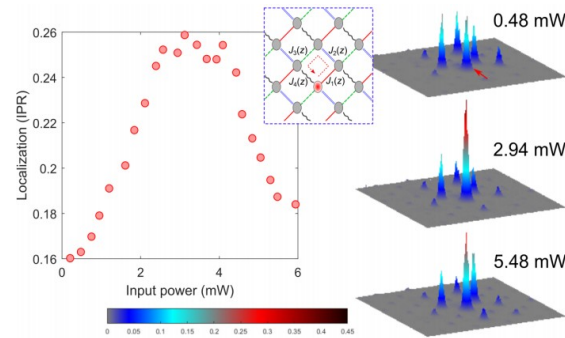 Localization (IPR)
0.26
0.24
0.22
0.2
0.18
0.16
0
2
4
6
Input power (mW)
J₃(z)
J₂(z)
J₄(z)
J₁(z)
0.48 mW
2.94 mW
5.48 mW
0 0.05 0.1 0.15 0.2 0.25 0.3 0.35 0.4 0.45